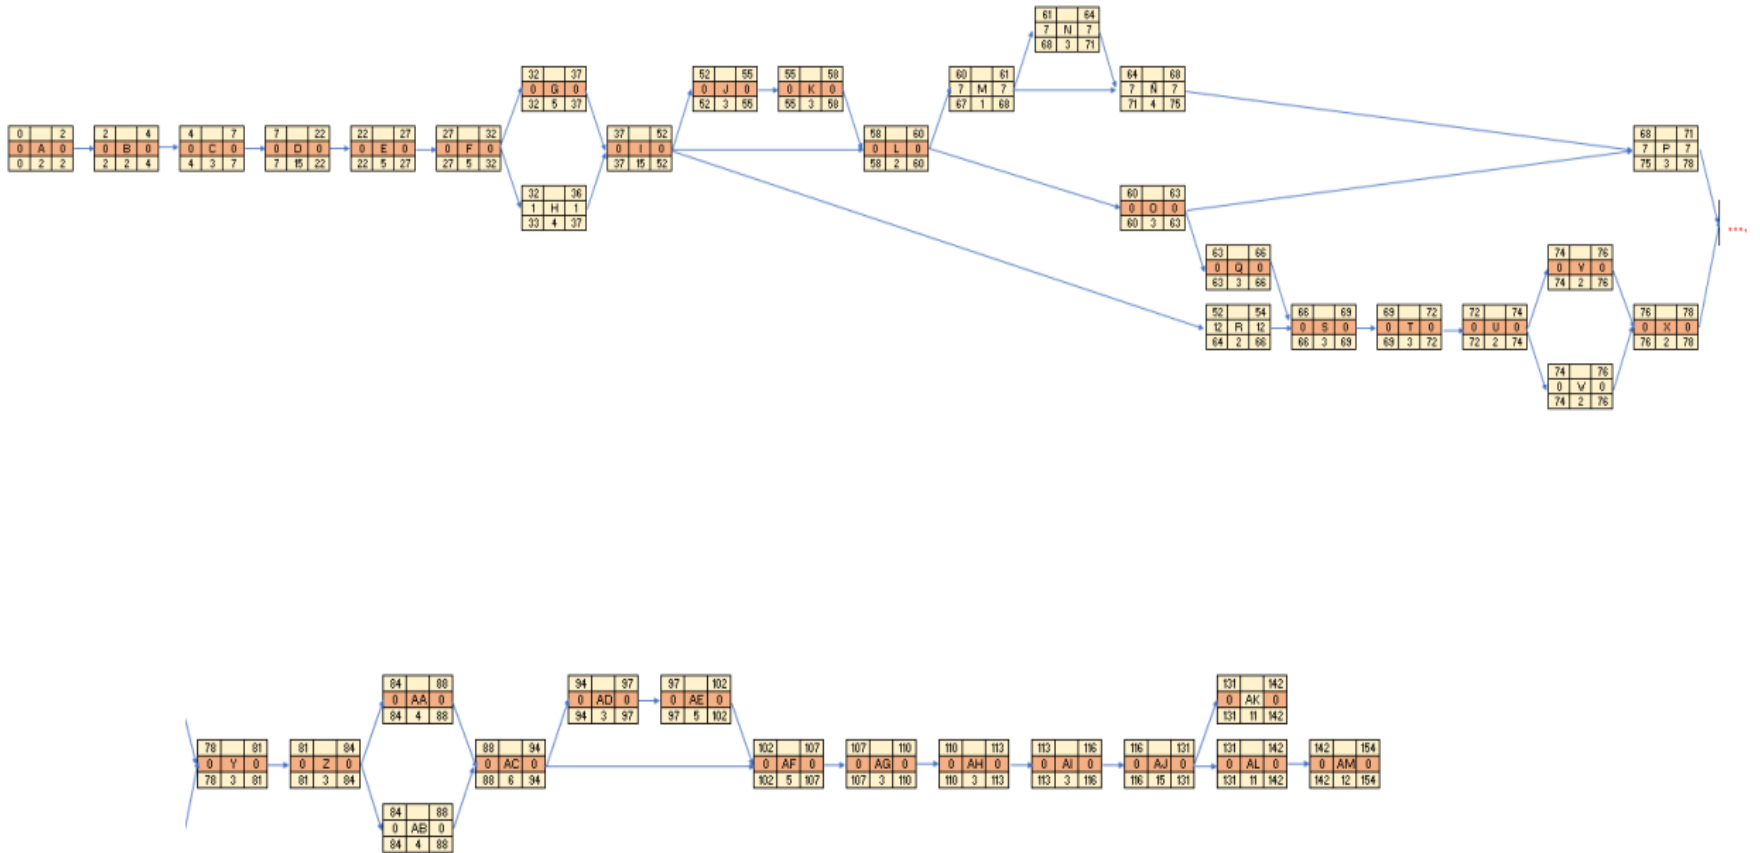 0 2
0 A 0
0 2 2
2 4
0 B 0
2 2 4
4 7
0 C 0
4 3 7
7 22
0 D 0
7 15 22
22 27
0 E 0
22 5 27
27 32
0 F 0
27 5 32
32 37
0 G 0
32 5 37
32 36
1 H 1
33 4 37
37 52
0 I 0
37 15 52
52 55
0 J 0
52 3 55
55 58
0 K 0
55 3 58
58 60
0 L 0
58 2 60
60 61
7 M 7
67 1 68
61 64
7 N 7
68 3 71
64 68
7 Ñ 7
71 4 75
60 63
0 O 0
60 3 63
68 71
7 P 7
75 3 78
63 66
0 Q 0
63 3 66
52 54
12 R 12
64 2 66
66 69
0 S 0
66 3 69
69 72
0 T 0
69 3 72
72 74
0 U 0
72 2 74
74 76
0 V 0
74 2 76
74 76
0 W 0
74 2 76
76 78
0 X 0
76 2 78
....
78 81
0 Y 0
78 3 81
81 84
0 Z 0
81 3 84
84 88
0 AA 0
84 4 88
84 88
0 AB 0
84 4 88
88 94
0 AC 0
88 6 94
94 97
0 AD 0
94 3 97
97 102
0 AE 0
97 5 102
102 107
0 AF 0
102 5 107
107 110
0 AG 0
107 3 110
110 113
0 AH 0
110 3 113
113 116
0 AI 0
113 3 116
116 131
0 AJ 0
116 15 131
131 142
0 AK 0
131 11 142
131 142
0 AL 0
131 11 142
142 154
0 AM 0
142 12 154